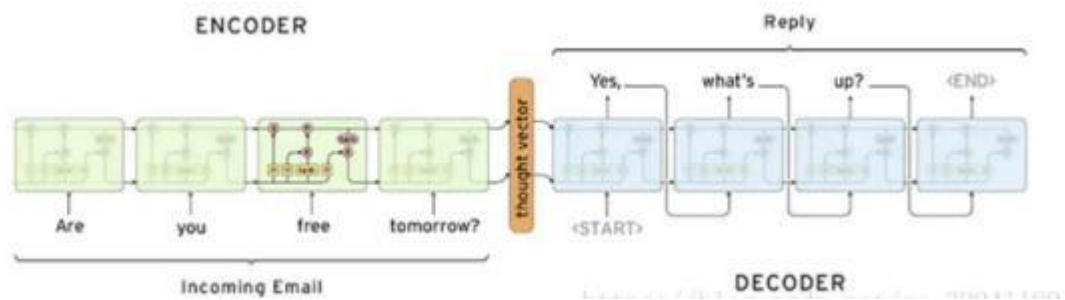 ENCODER
Reply
Yes, what's up? <END>
thought vector
Are you free tomorrow? <START>
Incoming Email
DECODER